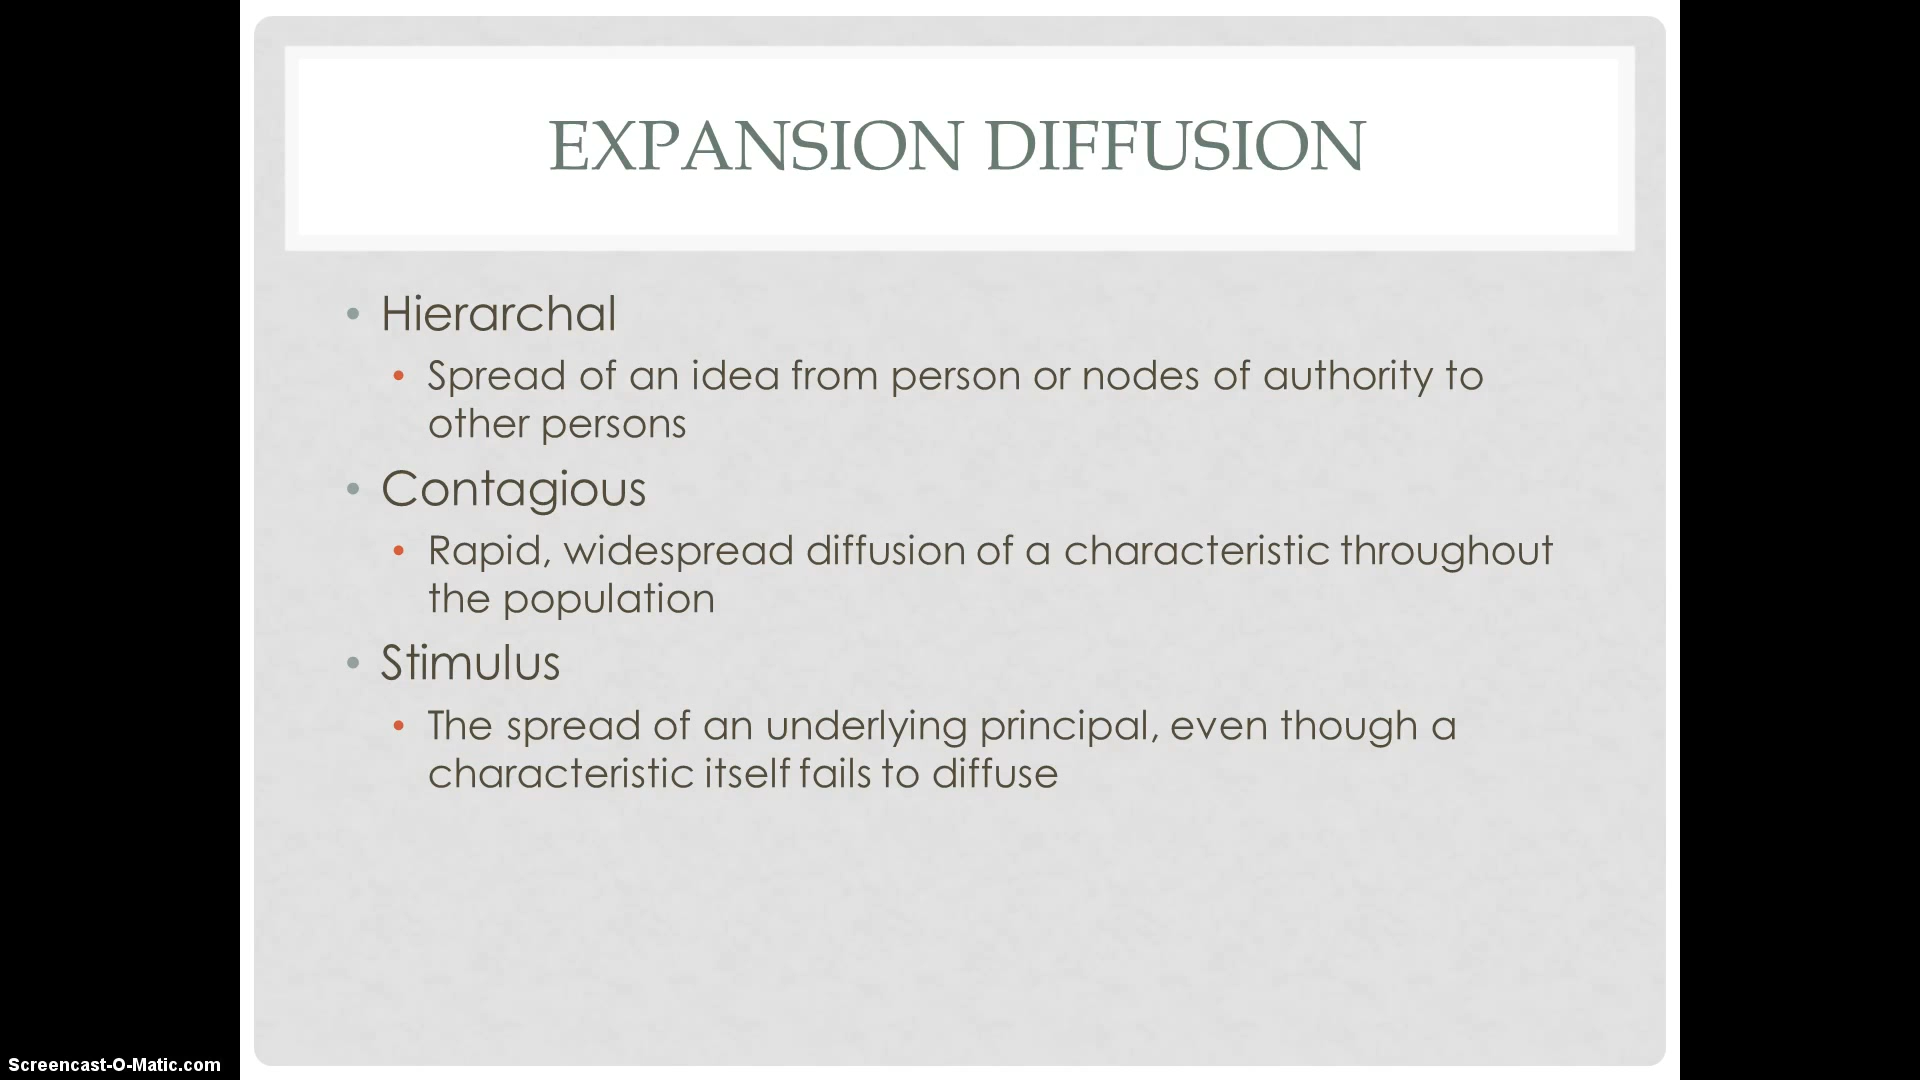 EXPANSION DIFFUSION
• Hierarchal
• Spread of an idea from person or nodes of authority to
other persons
• Contagious
• Rapid, widespread diffusion of a characteristic throughout
the population
• Stimulus
• The spread of an underlying principal, even though a
characteristic itself fails to diffuse
Screencast-O-Matic.com